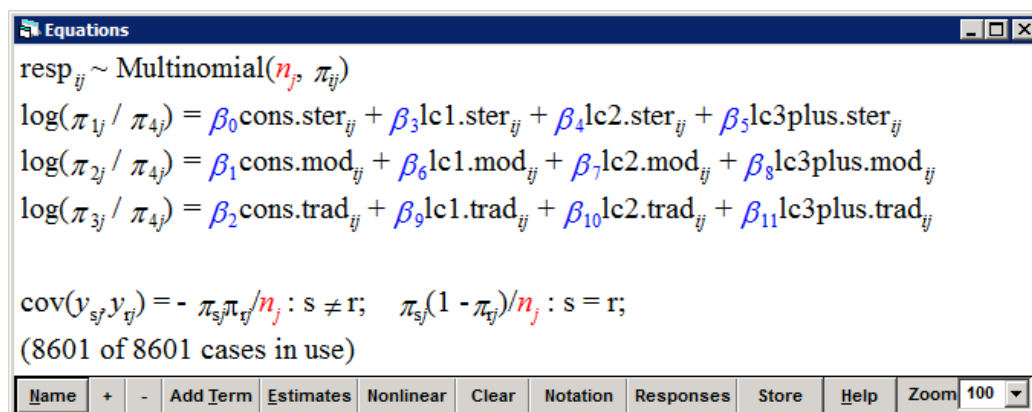 Equations
resp_ij ~ Multinomial(n_j, π_ij)
log(π_1j / π_4j) = β_0cons.ster_ij + β_3lc1.ster_ij + β_4lc2.ster_ij + β_5lc3plus.ster_ij
log(π_2j / π_4j) = β_1cons.mod_ij + β_6lc1.mod_ij + β_7lc2.mod_ij + β_8lc3plus.mod_ij
log(π_3j / π_4j) = β_2cons.trad_ij + β_9lc1.trad_ij + β_10lc2.trad_ij + β_11lc3plus.trad_ij
cov(y_sj, y_rj) = - π_sjπ_rj/n_j : s ≠ r; π_sj(1 - π_rj)/n_j : s = r;
(8601 of 8601 cases in use)
Name + - Add Term Estimates Nonlinear Clear Notation Responses Store Help Zoom 100